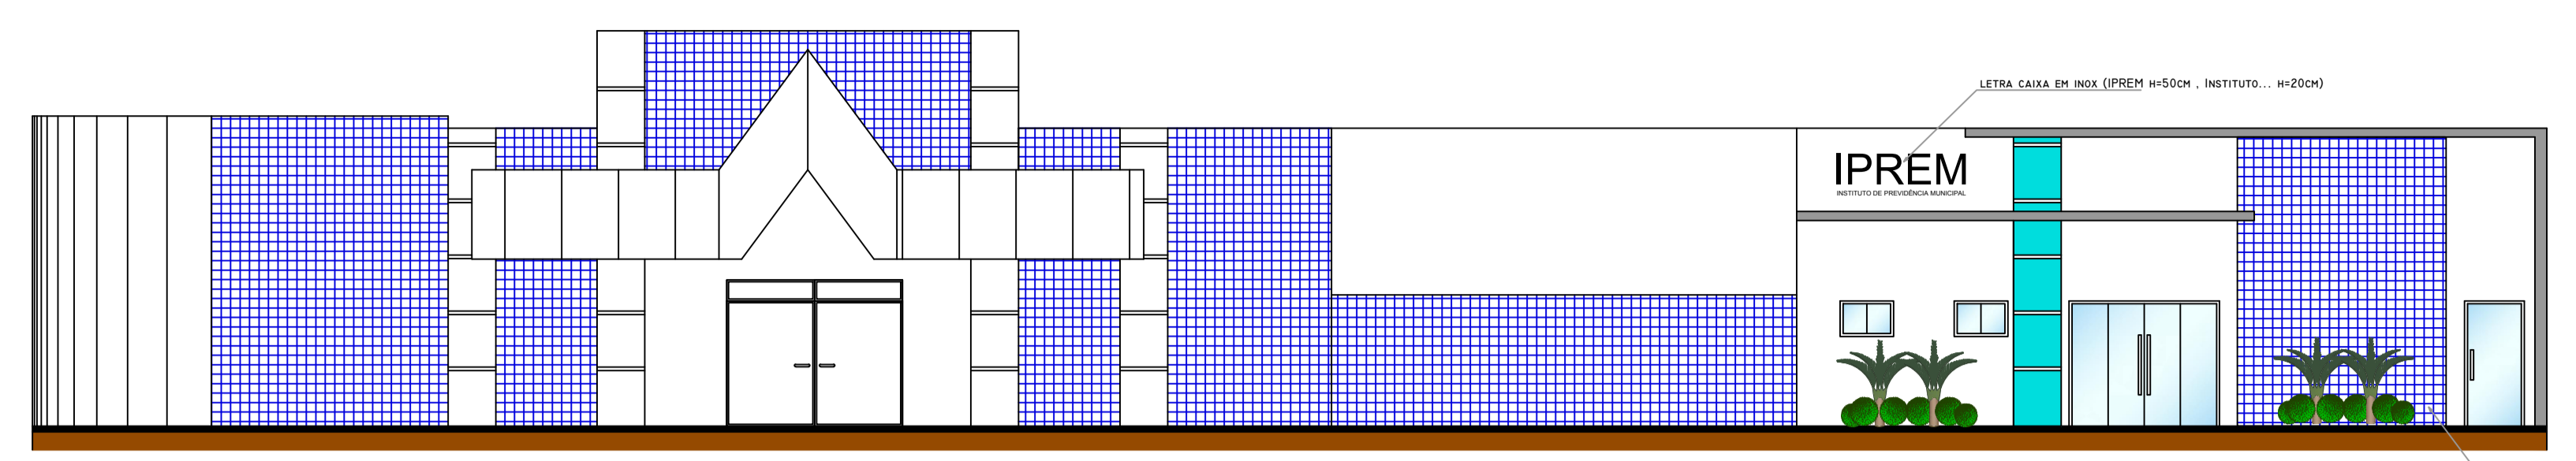 LETRA CAIXA EM INOX (IPREM H=50CM , INSTITUTO... H=20CM)
IPREM
INSTITUTO DE PREVIDÊNCIA MUNICIPAL